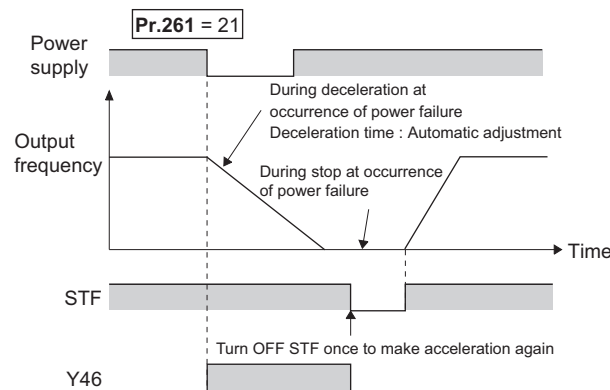 Pr.261 = 21
Power
supply
During deceleration at
occurrence of power failure
Deceleration time : Automatic adjustment
Output
frequency
During stop at occurrence
of power failure
Time
STF
Turn OFF STF once to make acceleration again
Y46